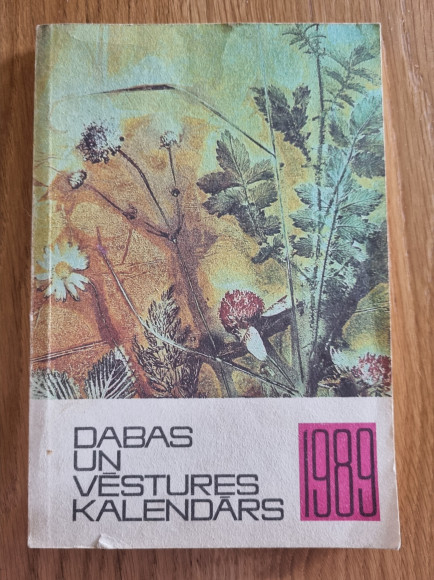 DABAS
UN
VĒSTURES
KALENDĀRS
1989